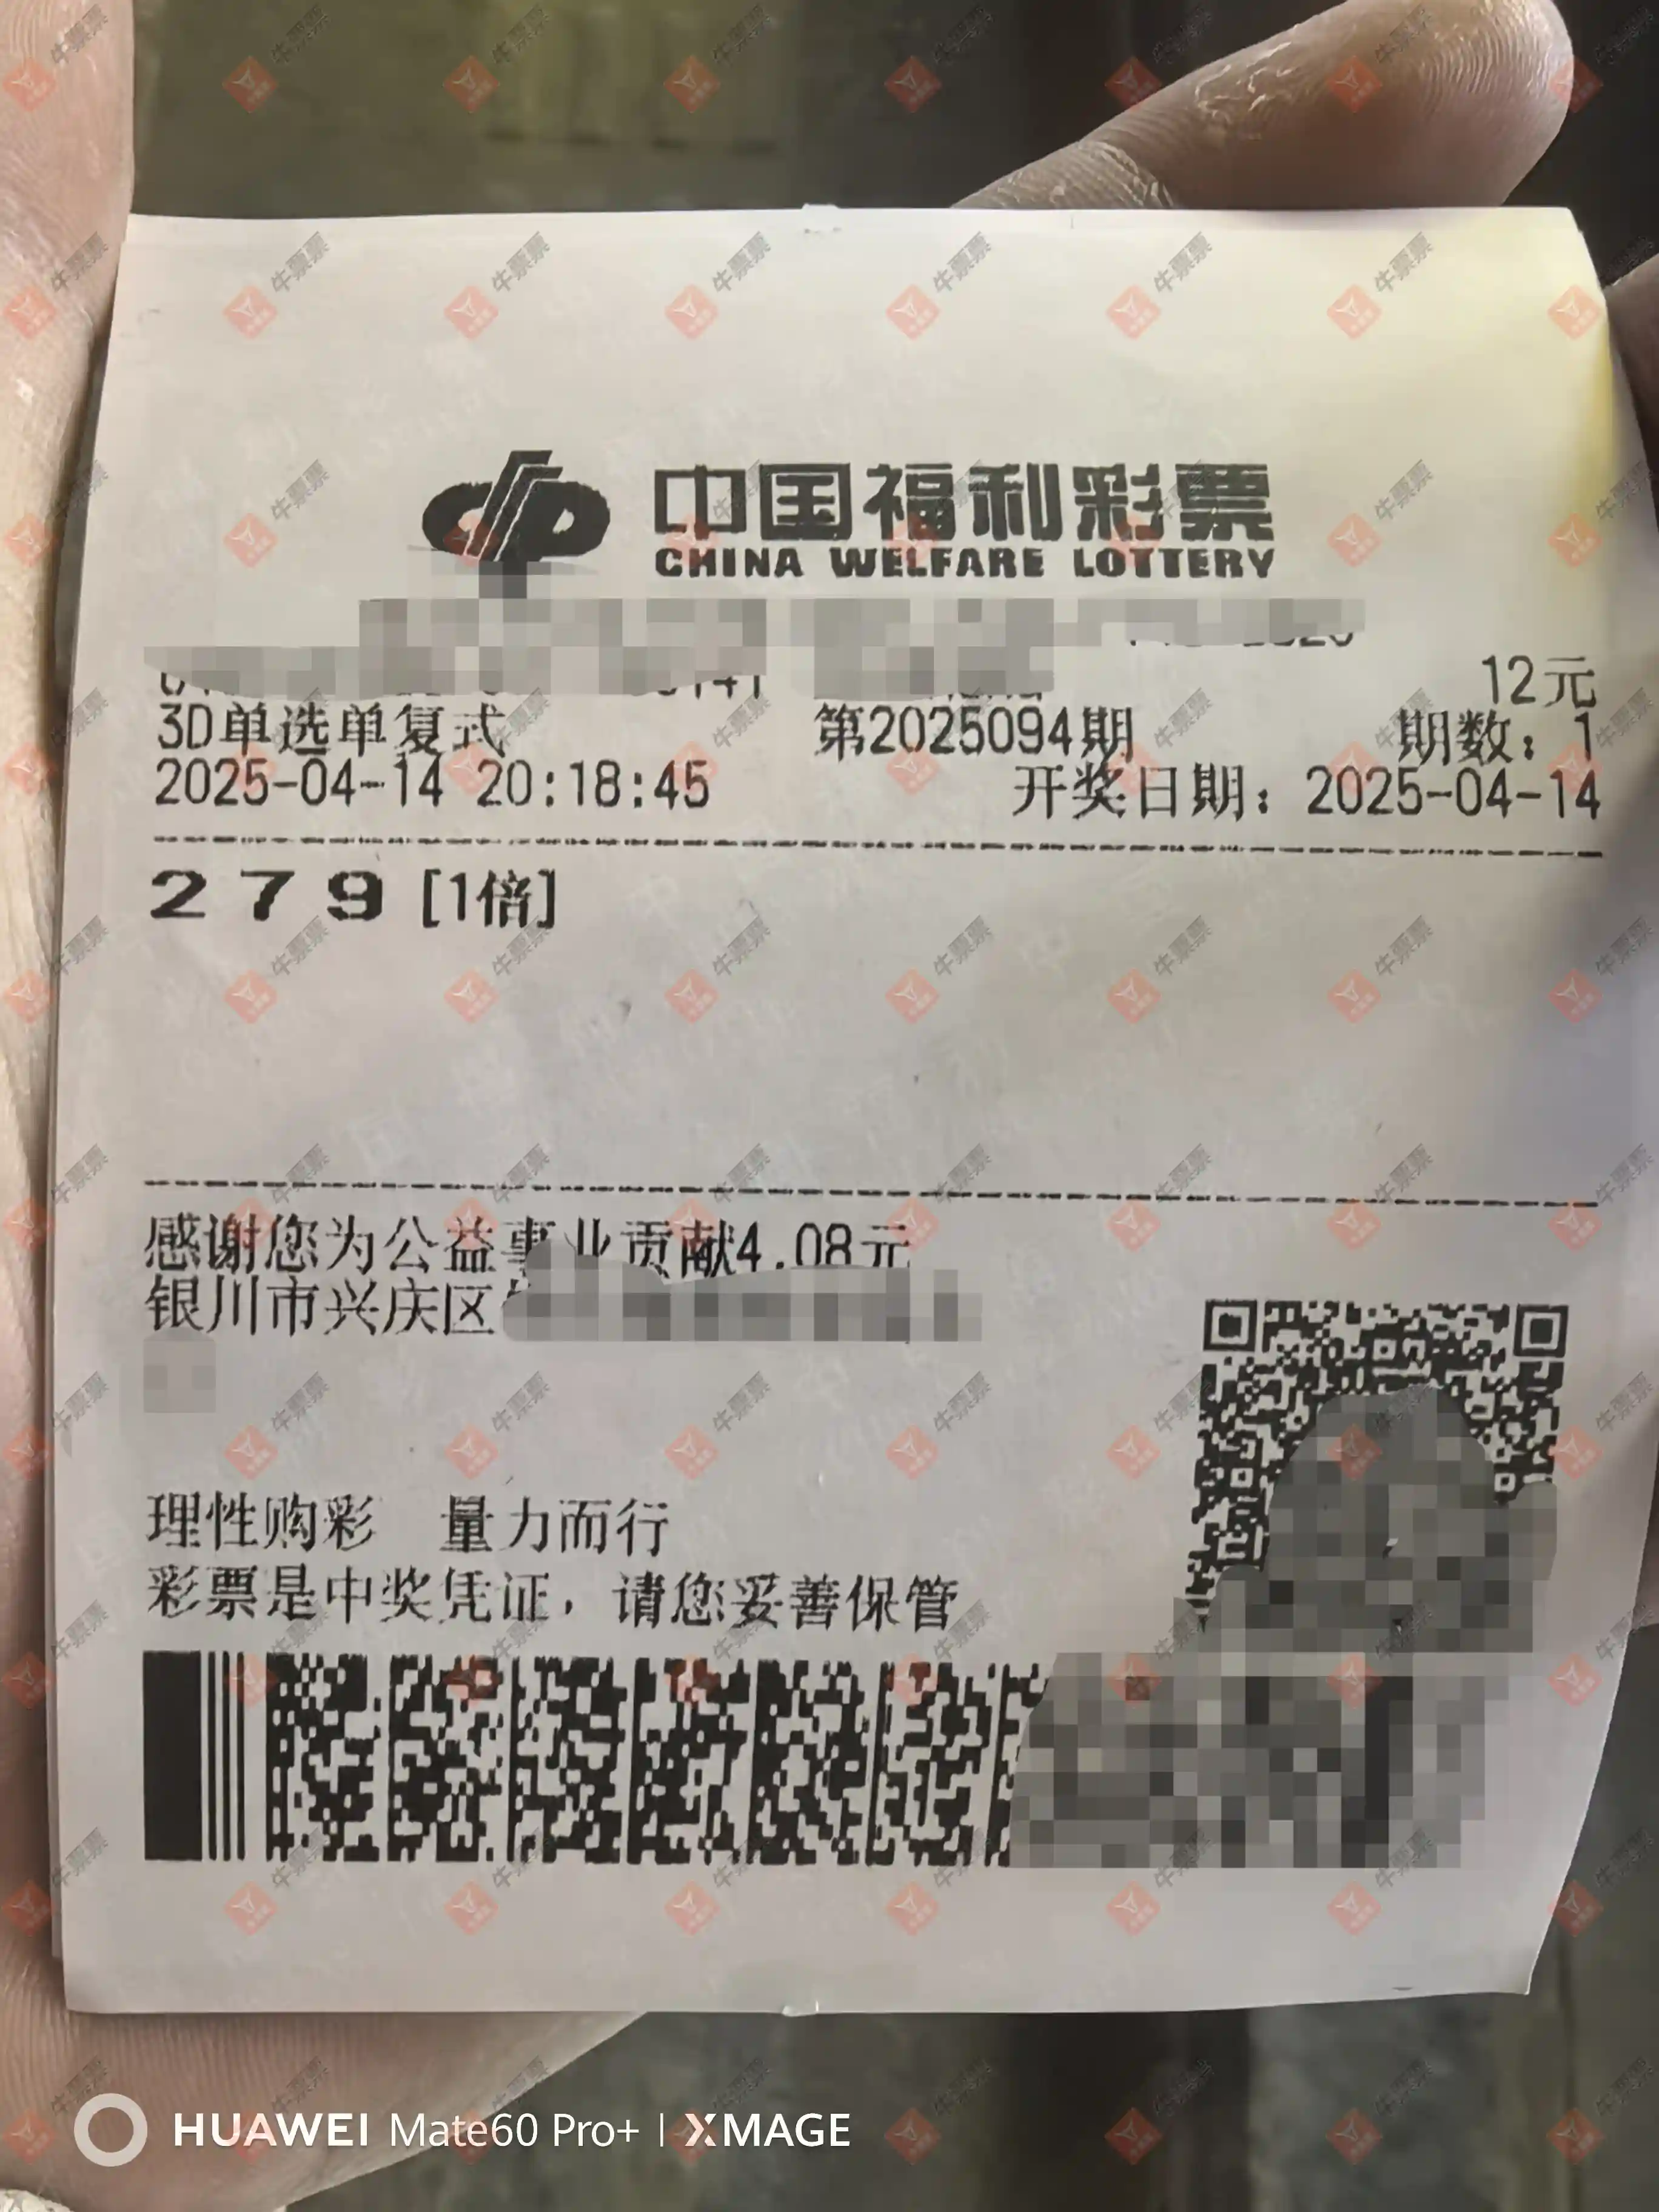 中国福利彩票
CHINA WELFARE LOTTERY
12元
3D单选单复式 第2025094期 期数：1
2025-04-14 20:18:45 开奖日期：2025-04-14
2 7 9 [1倍]
感谢您为公益事业贡献4.08元
银川市兴庆区
理性购彩 量力而行
彩票是中奖凭证，请您妥善保管
HUAWEI Mate60 Pro+ | XMAGE
牛票票